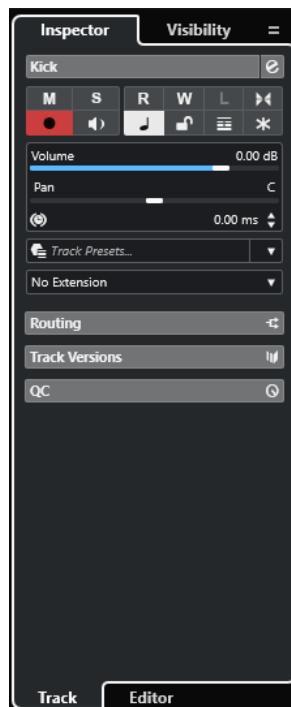 Inspector Visibility
Kick
M S R W L
Volume 0.00 dB
Pan C
0.00 ms
Track Presets...
No Extension
Routing
Track Versions
QC
Track Editor